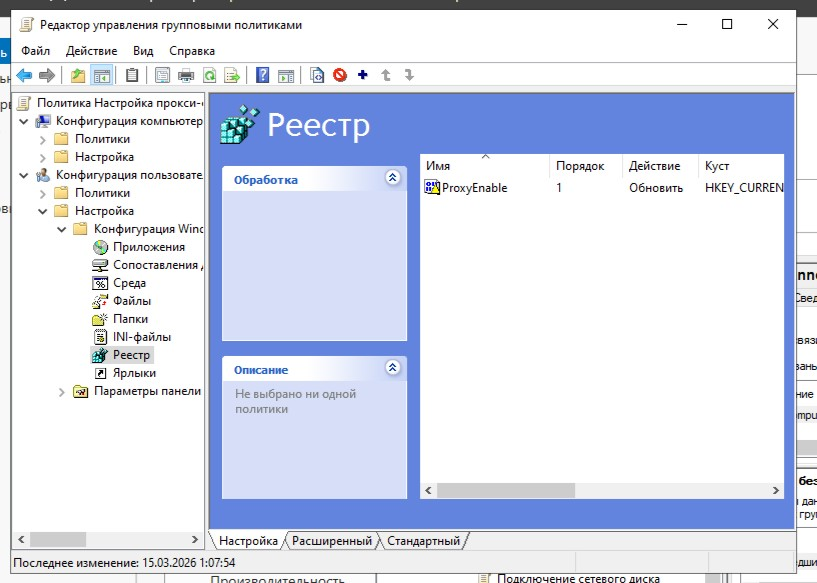 Редактор управления групповыми политиками
Файл Действие Вид Справка
Политика Настройка прокси-
Конфигурация компьютер
Политики
Настройка
Конфигурация пользовате
Политики
Настройка
Конфигурация Winc
Приложения
Сопоставления
Среда
Файлы
Папки
INI-файлы
Реестр
Ярлыки
Параметры панели
Реестр
Обработка
Описание
Не выбрано ни одной
политики
Имя Порядок Действие Куст
ProxyEnable 1 Обновить HKEY_CURREN
Настройка Расширенный Стандартный
Последнее изменение: 15.03.2026 1:07:54
Производительность
Подключение сетевого диска